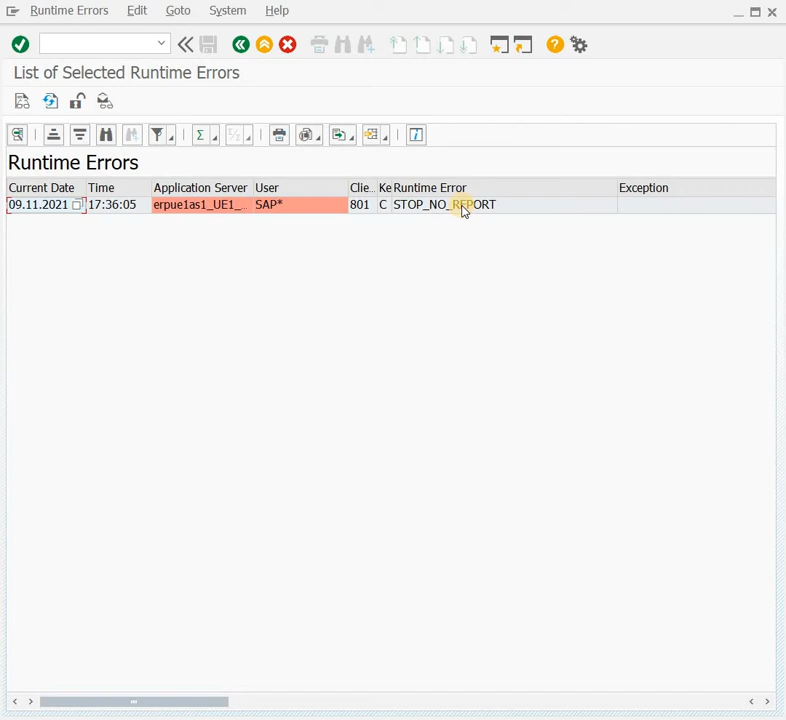 Runtime Errors Edit Goto System Help
List of Selected Runtime Errors
Runtime Errors
Current Date Time Application Server User Clie... Ke Runtime Error Exception
09.11.2021 17:36:05 erpue1as1_UE1_... SAP* 801 C STOP_NO_REPORT